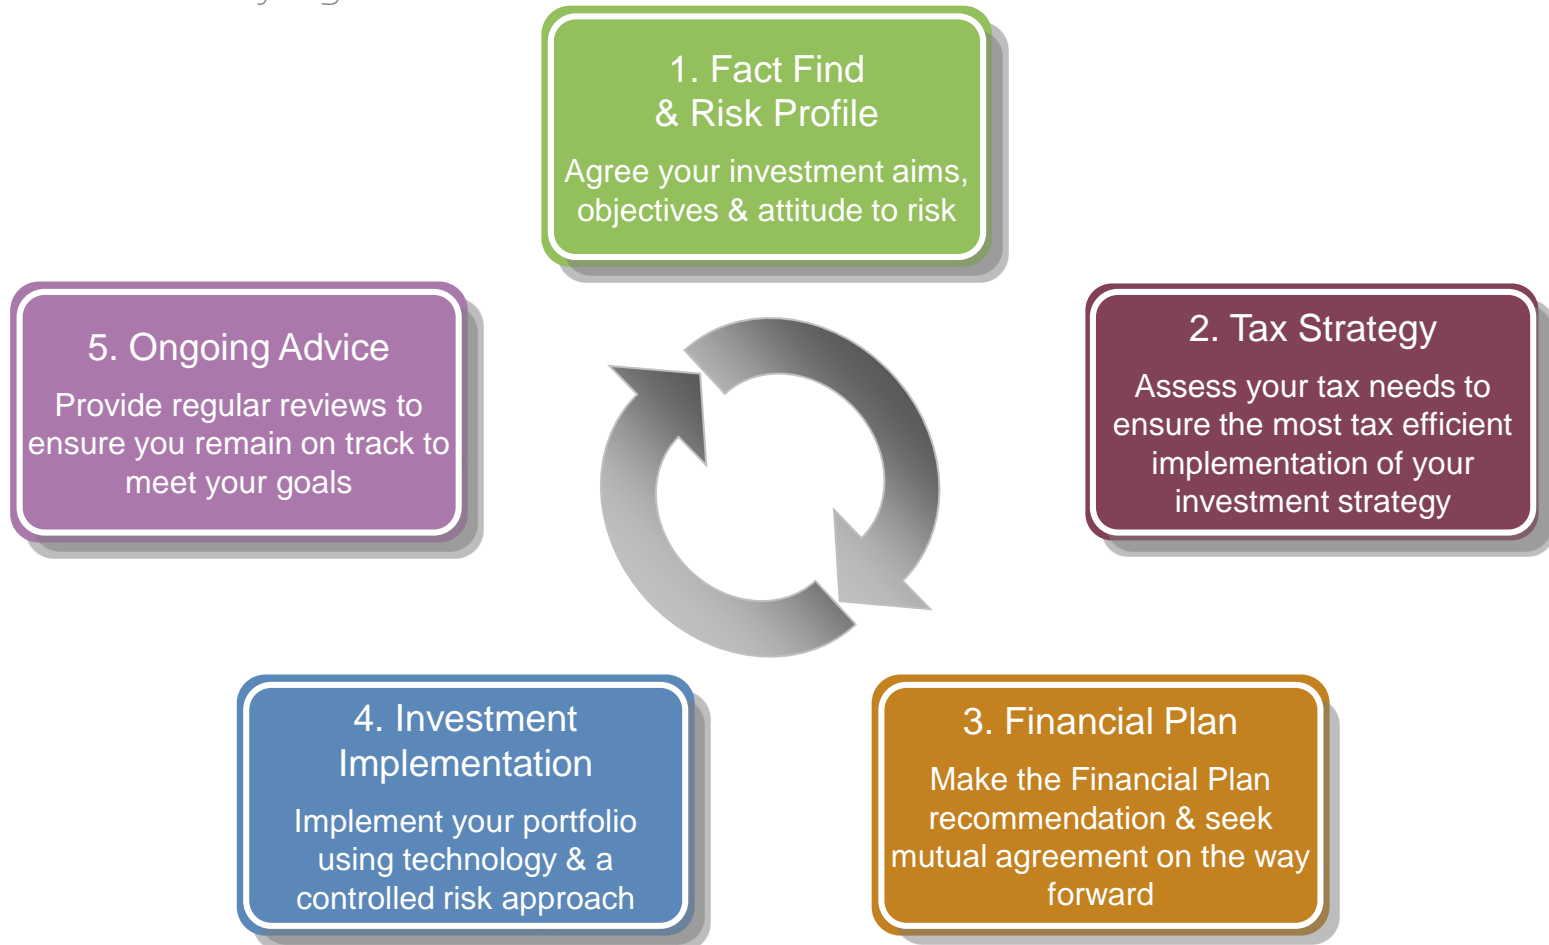 1. Fact Find
& Risk Profile
Agree your investment aims,
objectives & attitude to risk
2. Tax Strategy
Assess your tax needs to
ensure the most tax efficient
implementation of your
investment strategy
3. Financial Plan
Make the Financial Plan
recommendation & seek
mutual agreement on the way
forward
4. Investment
Implementation
Implement your portfolio
using technology & a
controlled risk approach
5. Ongoing Advice
Provide regular reviews to
ensure you remain on track to
meet your goals